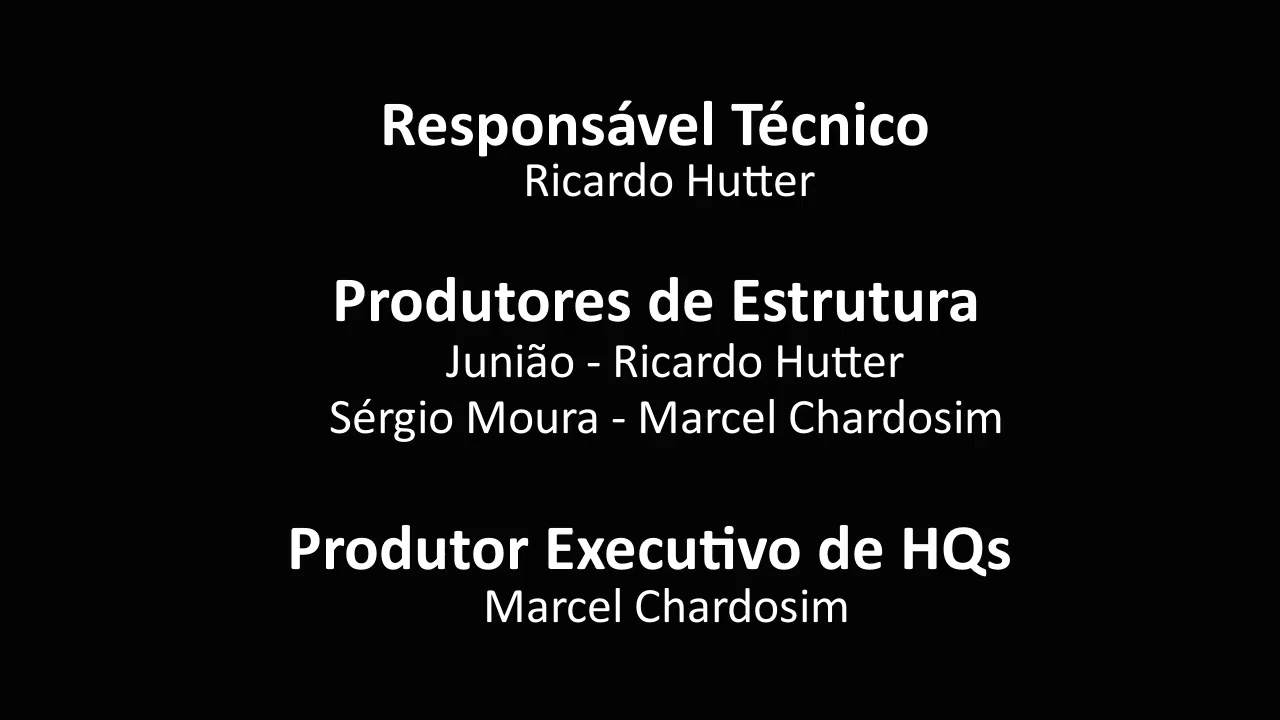 Responsável Técnico
Ricardo Hutter
Produtores de Estrutura
Junião - Ricardo Hutter
Sérgio Moura - Marcel Chardosim
Produtor Executivo de HQs
Marcel Chardosim